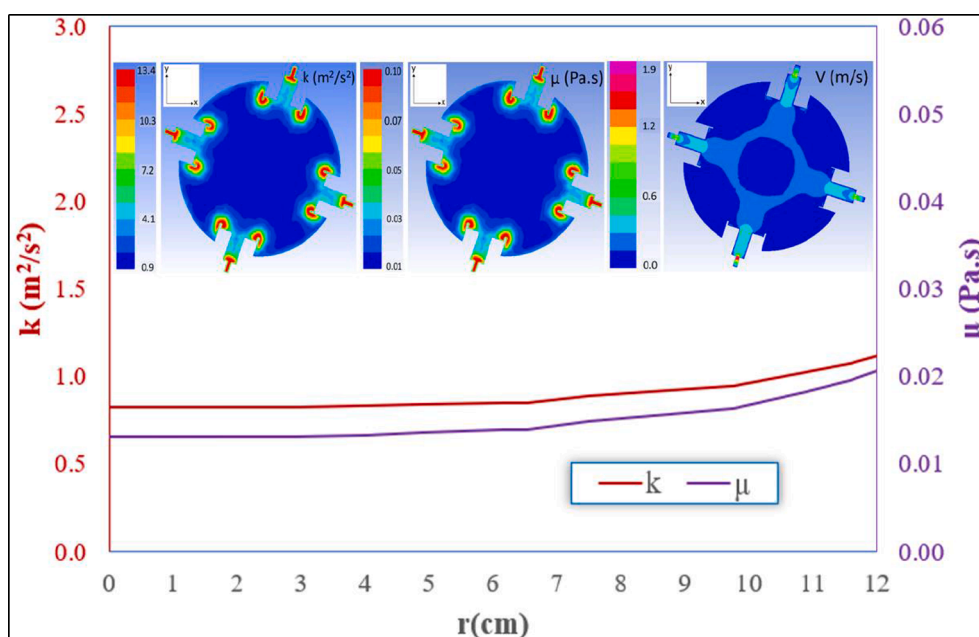 3.0
2.5
2.0
1.5
1.0
0.5
0.0
k (m²/s²)
0.06
0.05
0.04
0.03
0.02
0.01
0.00
μ (Pa.s)
13.4
10.3
7.2
4.1
0.9
y
x
k (m²/s²)
0.10
0.07
0.05
0.03
0.01
y
x
μ (Pa.s)
1.9
1.2
0.6
0.0
y
x
V (m/s)
k μ
0 1 2 3 4 5 6 7 8 9 10 11 12
r(cm)